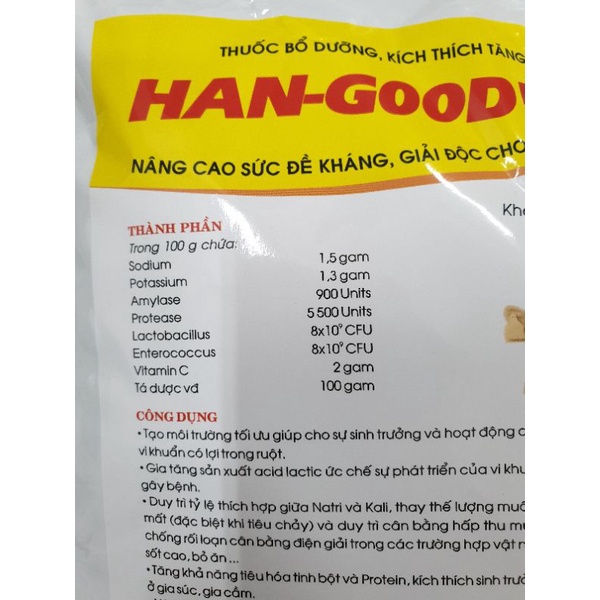 THUỐC BỔ DƯỠNG, KÍCH THÍCH TĂNG
HAN-GOOD
NÂNG CAO SỨC ĐỀ KHÁNG, GIẢI ĐỘC CHO
THÀNH PHẦN
Trong 100 g chứa:
Sodium 1,5 gam
Potassium 1,3 gam
Amylase 900 Units
Protease 5 500 Units
Lactobacillus 8x10⁹ CFU
Enterococcus 8x10⁹ CFU
Vitamin C 2 gam
Tá dược vđ 100 gam
CÔNG DỤNG
•Tạo môi trường tối ưu giúp cho sự sinh trưởng và hoạt động
vi khuẩn có lợi trong ruột.
•Gia tăng sản xuất acid lactic ức chế sự phát triển của vi
gây bệnh.
•Duy trì tỷ lệ thích hợp giữa Natri và Kali, thay thế lượng
mất (đặc biệt khi tiêu chảy) và duy trì cân bằng hấp thu
chống rối loạn cân bằng điện giải trong các trường hợp vật
sốt cao, bỏ ăn ...
•Tăng khả năng tiêu hóa tinh bột và Protein, kích thích sinh
ở gia súc, gia cầm.